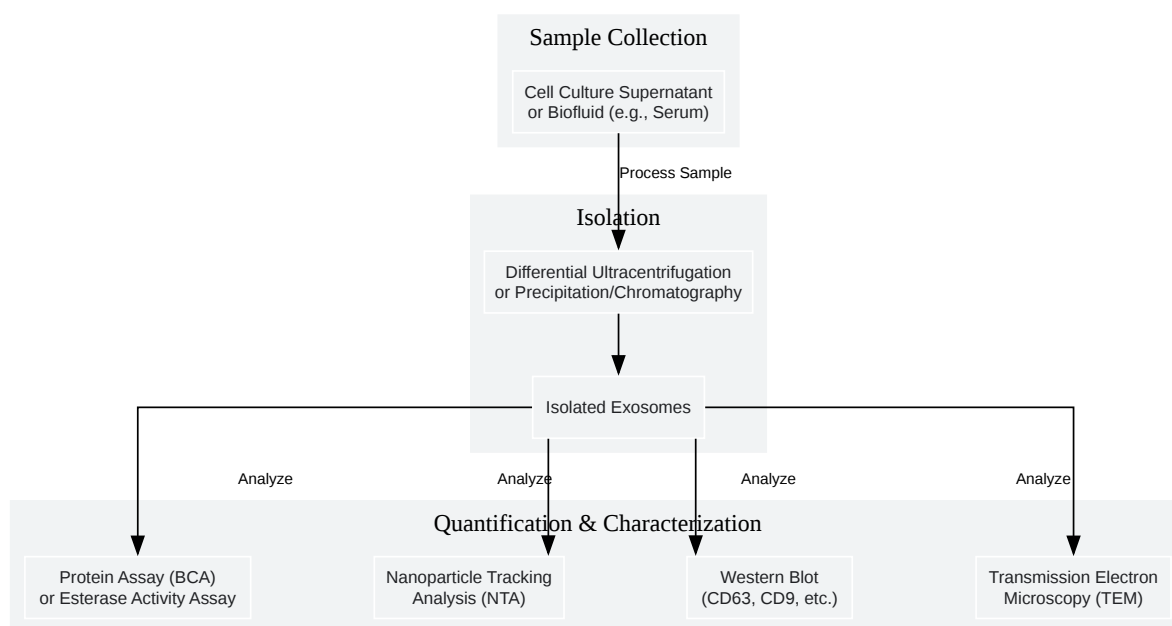 Sample Collection
Cell Culture Supernatant
or Biofluid (e.g., Serum)
Process Sample
Isolation
Differential Ultracentrifugation
or Precipitation/Chromatography
Isolated Exosomes
Analyze
Analyze
Analyze
Analyze
Quantification & Characterization
Protein Assay (BCA)
or Esterase Activity Assay
Nanoparticle Tracking
Analysis (NTA)
Western Blot
(CD63, CD9, etc.)
Transmission Electron
Microscopy (TEM)